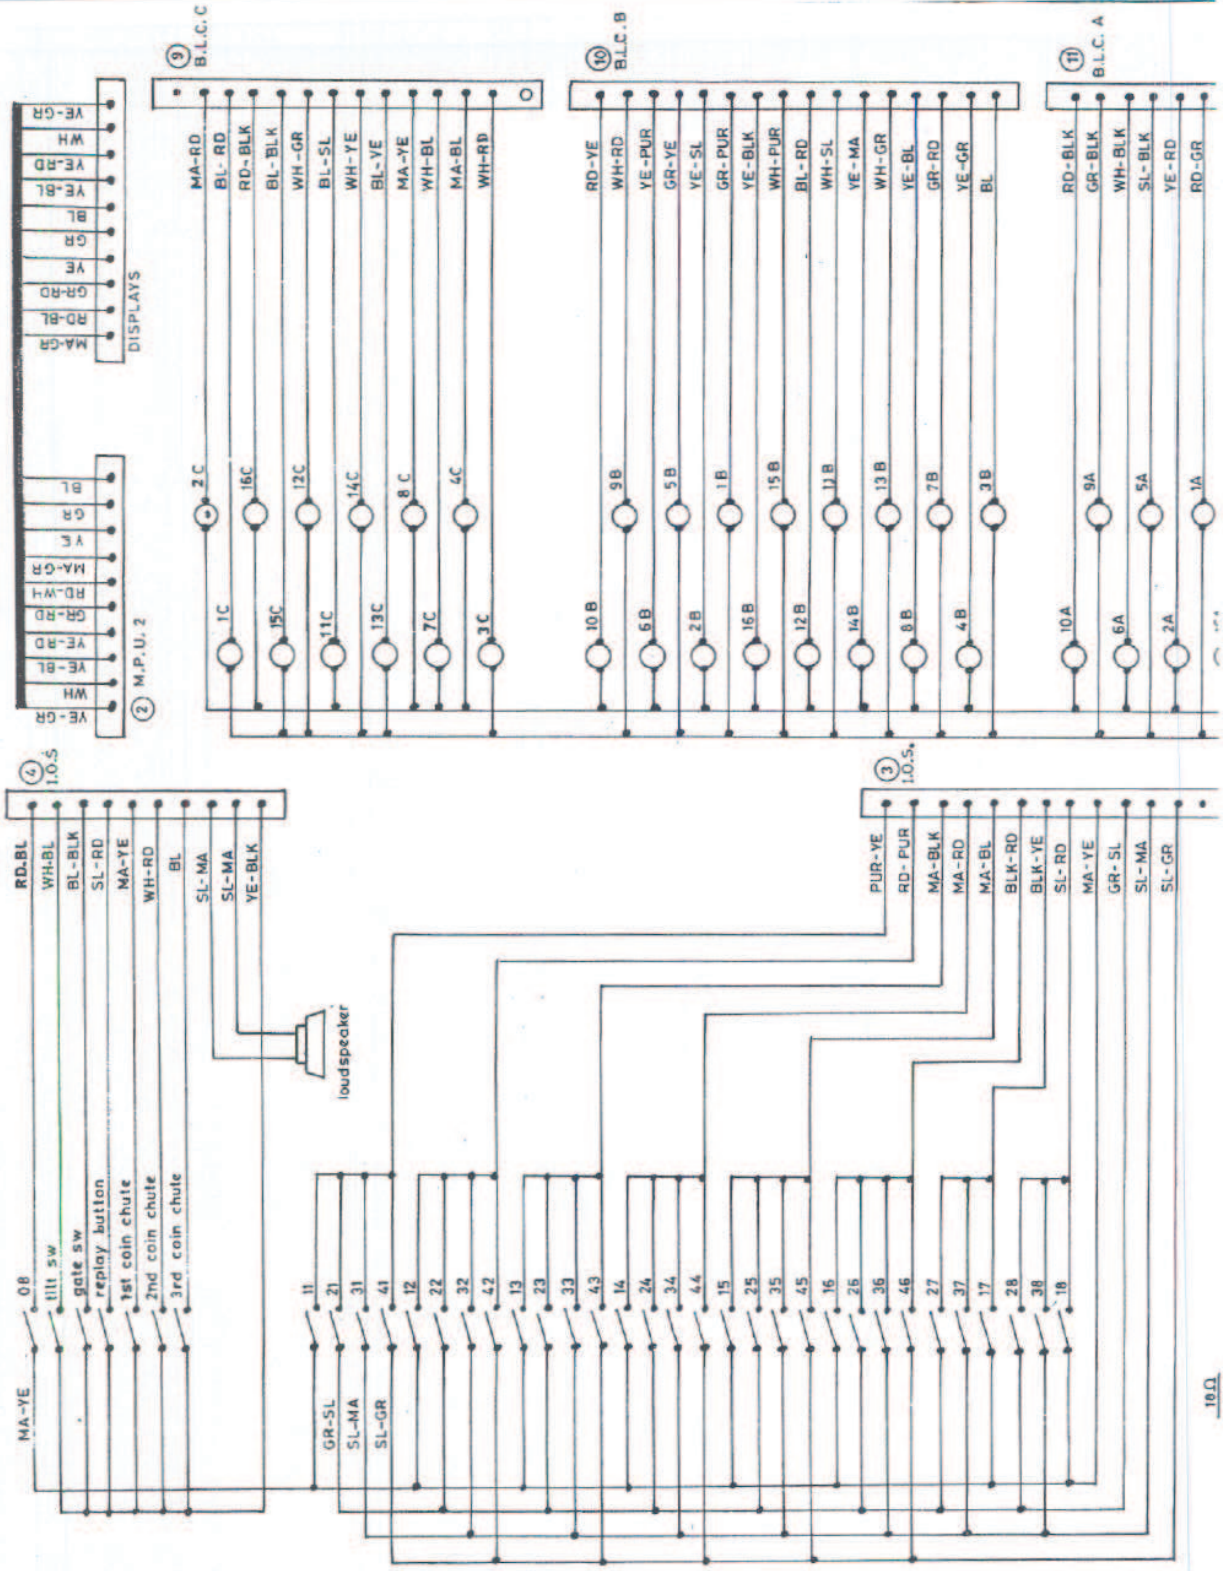 YE-GR
WH
YE-RD
YE-BL
BL
GR
YE
GR-RD
RD-BL
MA-GR
DISPLAYS
BL
GR
YE
MA-GR
RD-WH
GR-RD
YE-RD
YE-BL
WH
YE-GR
2 M.P.U. 2
9 B.L.C. C
MA-RD
BL-RD
RD-BLK
BL-BLK
WH-GR
BL-SL
WH-YE
BL-YE
MA-YE
WH-BL
MA-BL
WH-RD
2C
16C
12C
14C
8C
4C
1C
15C
11C
13C
7C
3C
10 B.L.C. B
RD-YE
WH-RD
YE-PUR
GR-YE
YE-SL
GR-PUR
YE-BLK
WH-PUR
BL-RD
WH-SL
YE-MA
WH-GR
YE-BL
GR-RD
YE-GR
BL
9B
5B
1B
15B
11B
13B
7B
3B
10B
6B
2B
16B
12B
14B
8B
4B
11 B.L.C. A
RD-BLK
GR-BLK
WH-BLK
SL-BLK
YE-RD
RD-GR
9A
5A
1A
10A
6A
2A
4 I.O.S
RD.BL
WH-BL
BL-BLK
SL-RD
MA-YE
WH-RD
BL
SL-MA
SL-MA
YE-BLK
loudspeaker
MA-YE
08
tilt sw
gate sw
replay button
1st coin chute
2nd coin chute
3rd coin chute
3 I.O.S.
PUR-YE
RD-PUR
MA-BLK
MA-RD
MA-BL
BLK-RD
BLK-YE
SL-RD
MA-YE
GR-SL
SL-MA
SL-GR
11
21
31
41
12
22
32
42
13
23
33
43
14
24
34
44
15
25
35
45
16
26
36
46
27
37
17
28
38
18
GR-SL
SL-MA
SL-GR
18Ω